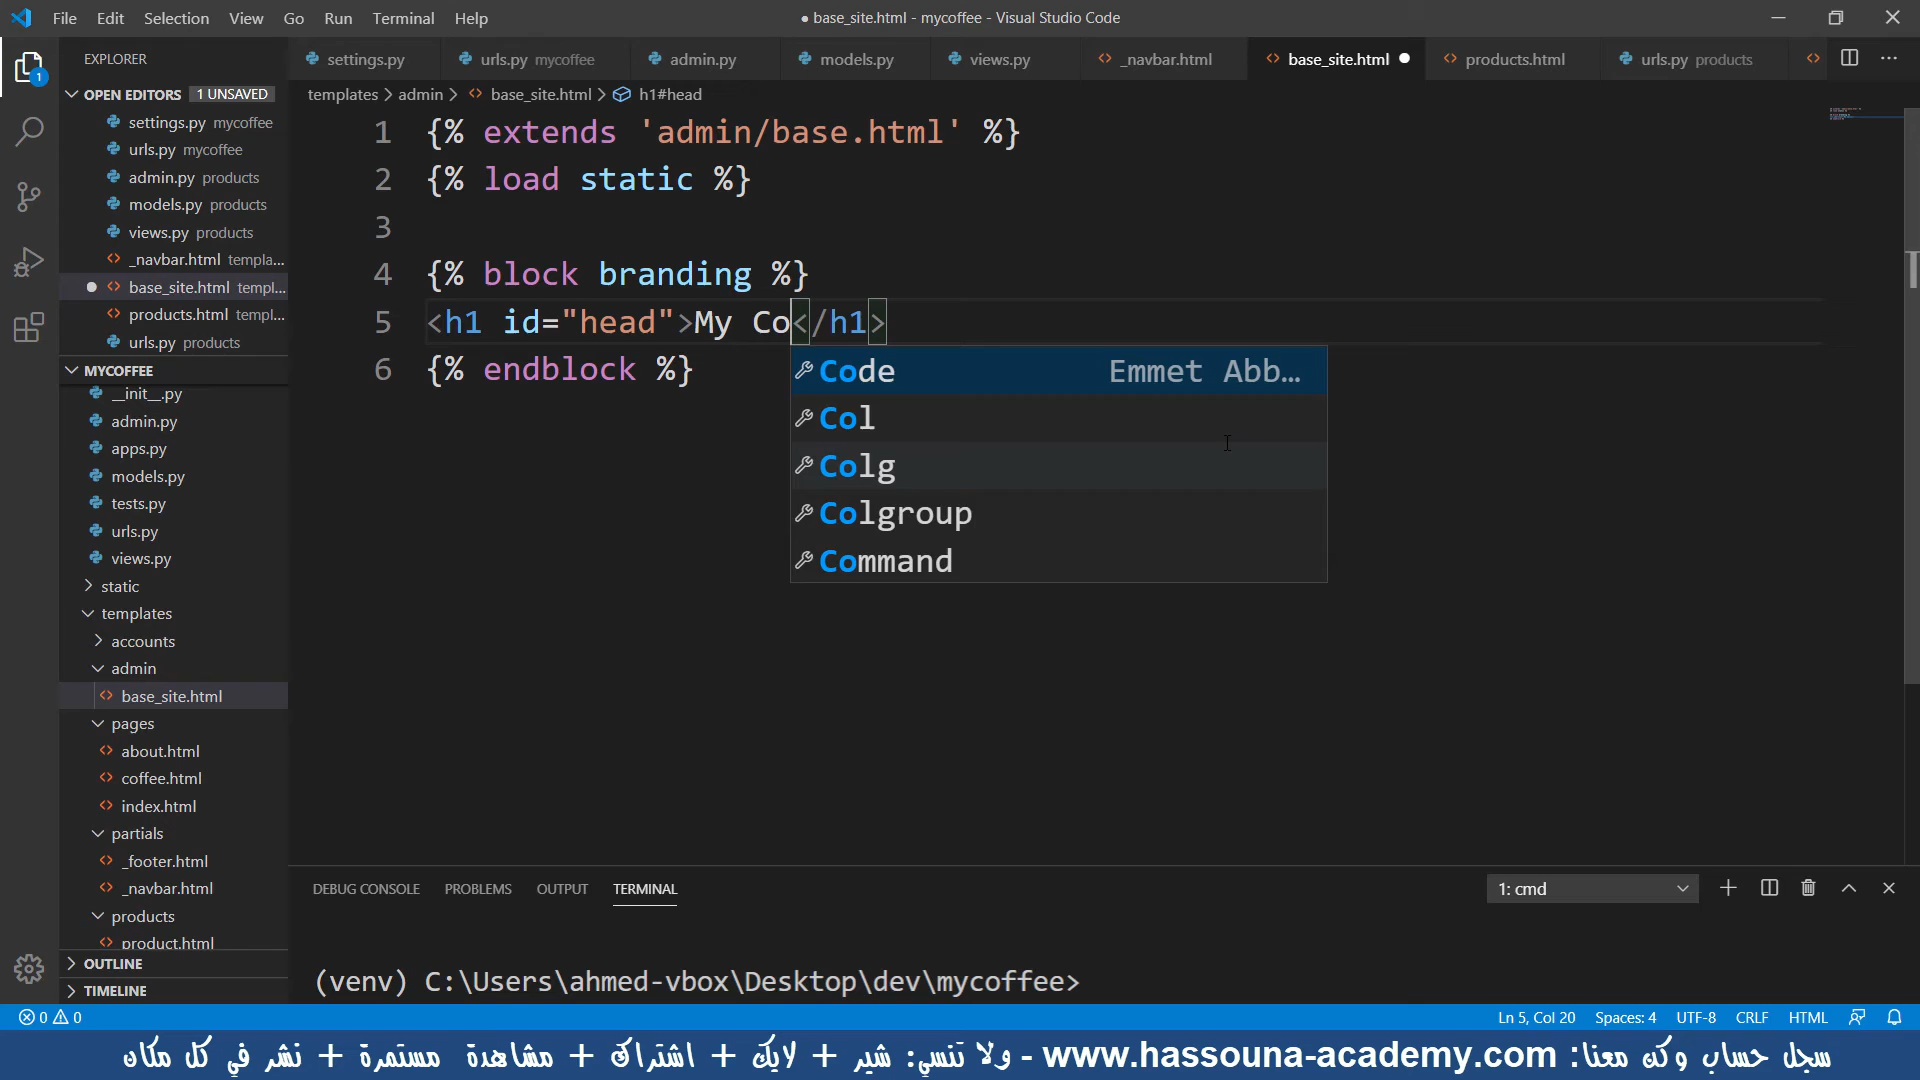 File Edit Selection View Go Run Terminal Help
● base_site.html - mycoffee - Visual Studio Code
EXPLORER
settings.py
urls.py mycoffee
admin.py
models.py
views.py
_navbar.html
base_site.html
products.html
urls.py products
OPEN EDITORS 1 UNSAVED
settings.py mycoffee
urls.py mycoffee
admin.py products
models.py products
views.py products
_navbar.html templa...
base_site.html templ...
products.html templ...
urls.py products
MYCOFFEE
__init__.py
admin.py
apps.py
models.py
tests.py
urls.py
views.py
static
templates
accounts
admin
base_site.html
pages
about.html
coffee.html
index.html
partials
_footer.html
_navbar.html
products
product.html
OUTLINE
TIMELINE
templates > admin > base_site.html > h1#head
1 {% extends 'admin/base.html' %}
2 {% load static %}
3
4 {% block branding %}
5 <h1 id="head">My Co</h1>
6 {% endblock %}
Code Emmet Abb...
Col
Colg
Colgroup
Command
DEBUG CONSOLE PROBLEMS OUTPUT TERMINAL
1: cmd
(venv) C:\Users\ahmed-vbox\Desktop\dev\mycoffee>
0 0
Ln 5, Col 20 Spaces: 4 UTF-8 CRLF HTML
سجل حساب وكن معنا: www.hassouna-academy.com - ولا تنسي: شير + لايك + اشتراك + مشاهدة مستمرة + نشر في كل مكان